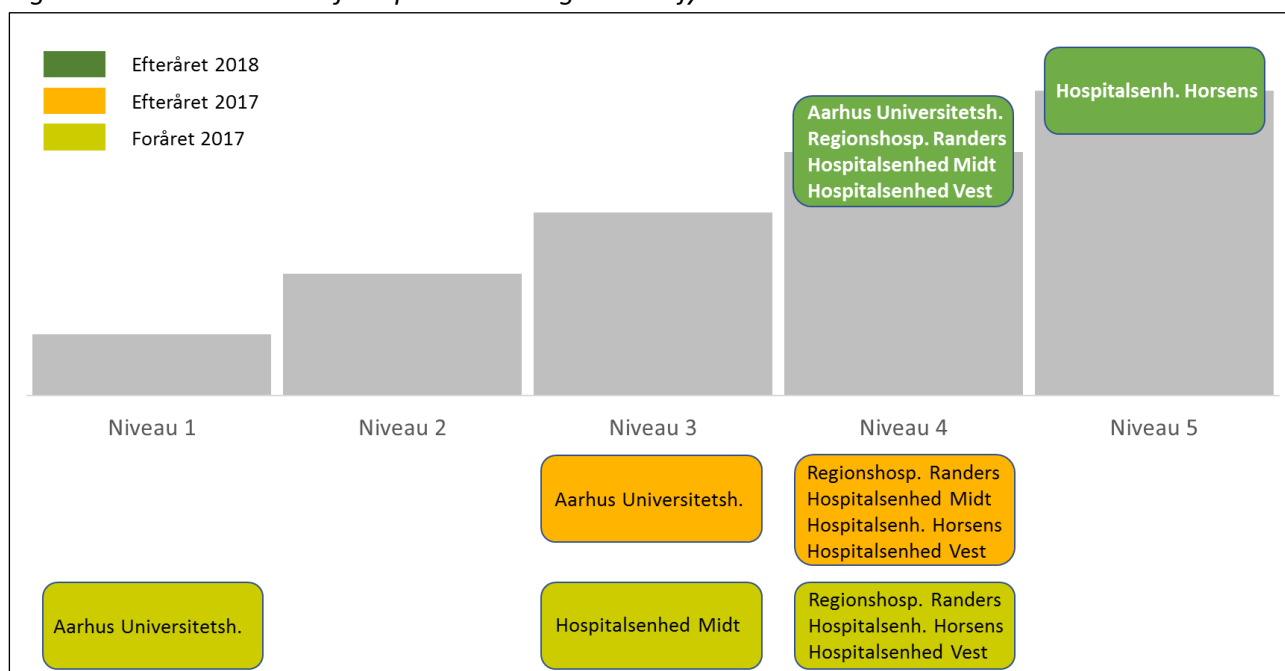 Efteråret 2018
Efteråret 2017
Foråret 2017
Hospitalsenh. Horsens
Aarhus Universitetsh.
Regionshosp. Randers
Hospitalsenhed Midt
Hospitalsenhed Vest
Niveau 1
Niveau 2
Niveau 3
Niveau 4
Niveau 5
Aarhus Universitetsh.
Regionshosp. Randers
Hospitalsenhed Midt
Hospitalsenh. Horsens
Hospitalsenhed Vest
Aarhus Universitetsh.
Hospitalsenhed Midt
Regionshosp. Randers
Hospitalsenh. Horsens
Hospitalsenhed Vest